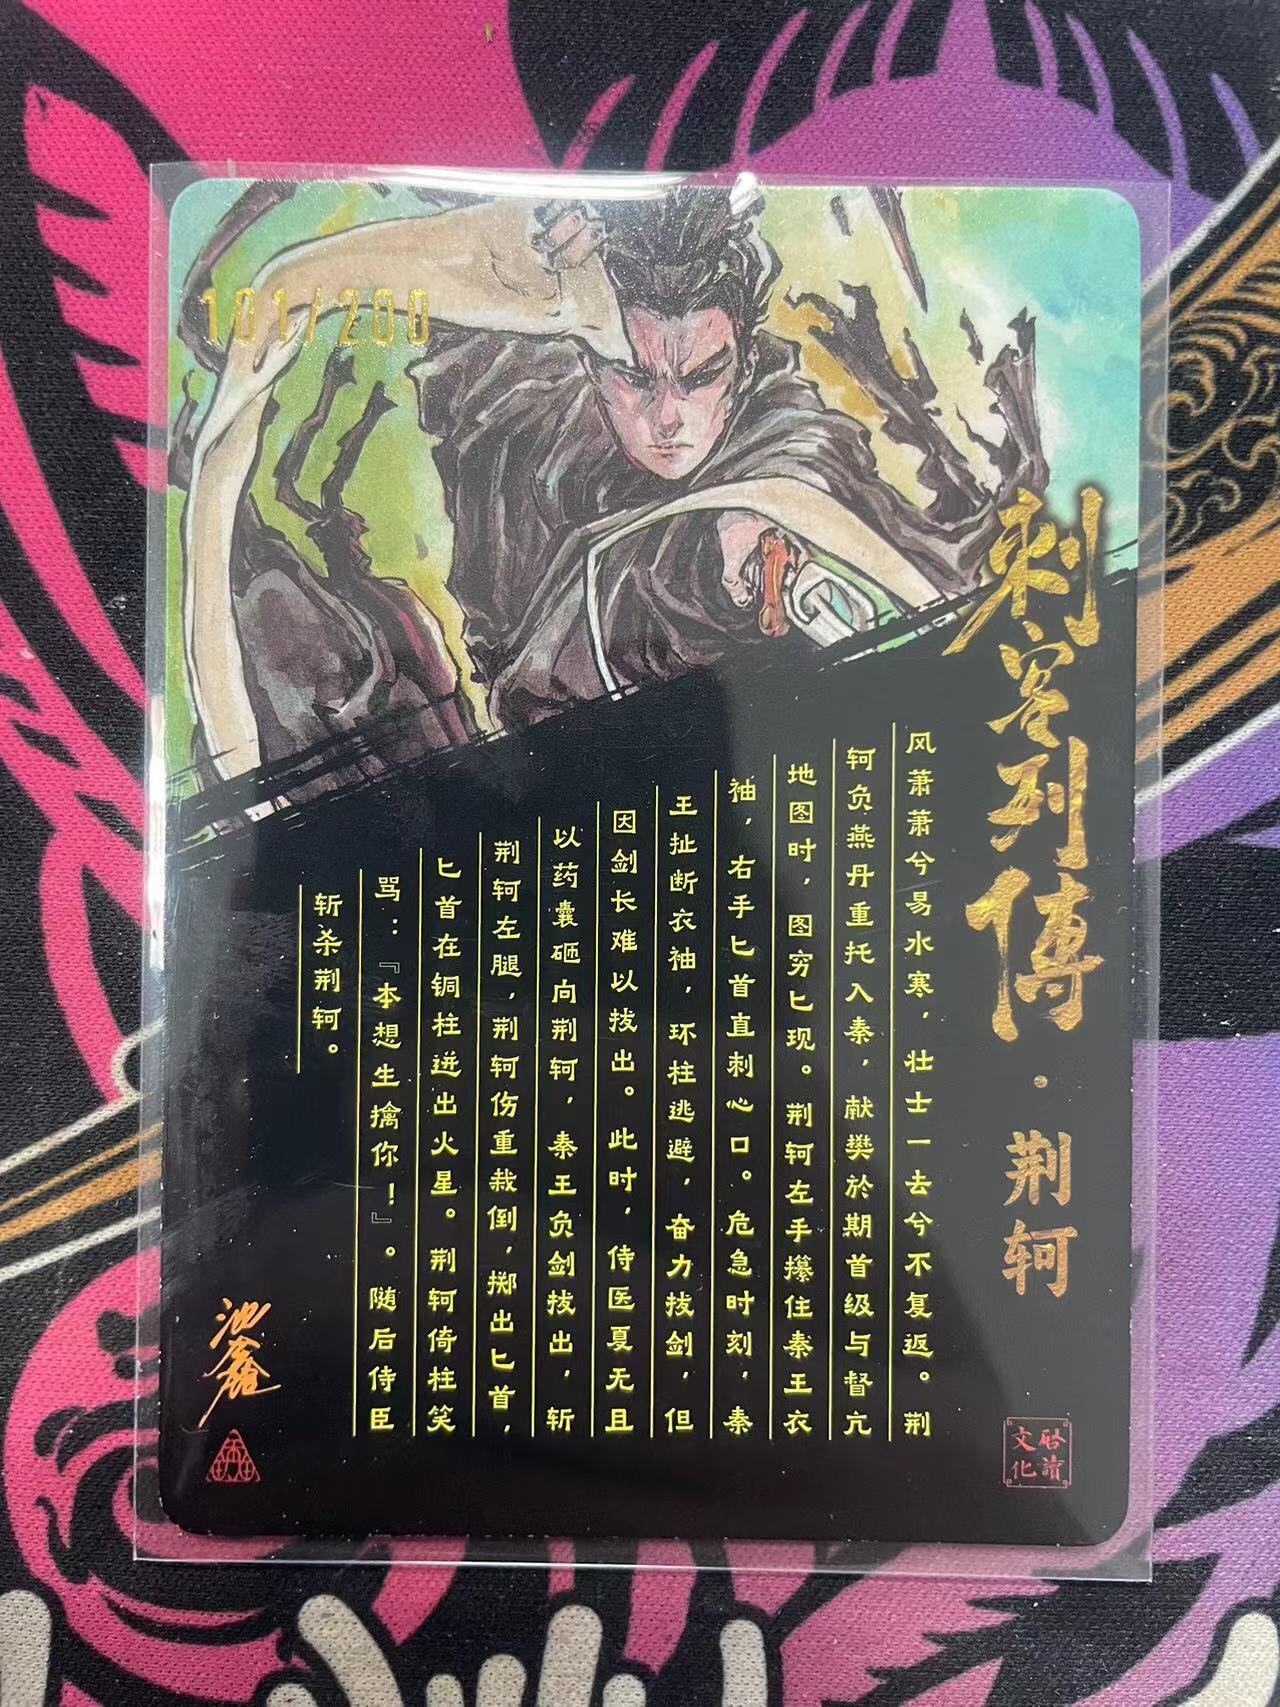 101/200
刺客列傳·荆轲
风萧萧兮易水寒，壮士一去兮不复返。荆
轲负燕丹重托入秦，献樊於期首级与督亢
地图时，图穷匕现。荆轲左手攥住秦王衣
袖，右手匕首直刺心口。危急时刻，秦
王扯断衣袖，环柱逃避，奋力拔剑，但
因剑长难以拔出。此时，侍医夏无且
以药囊砸向荆轲，秦王负剑拔出，斩
荆轲左腿，荆轲伤重栽倒，掷出匕首，
匕首在铜柱迸出火星。荆轲倚柱笑
骂：『本想生擒你！』。随后侍臣
斩杀荆轲。
池鑫
文化